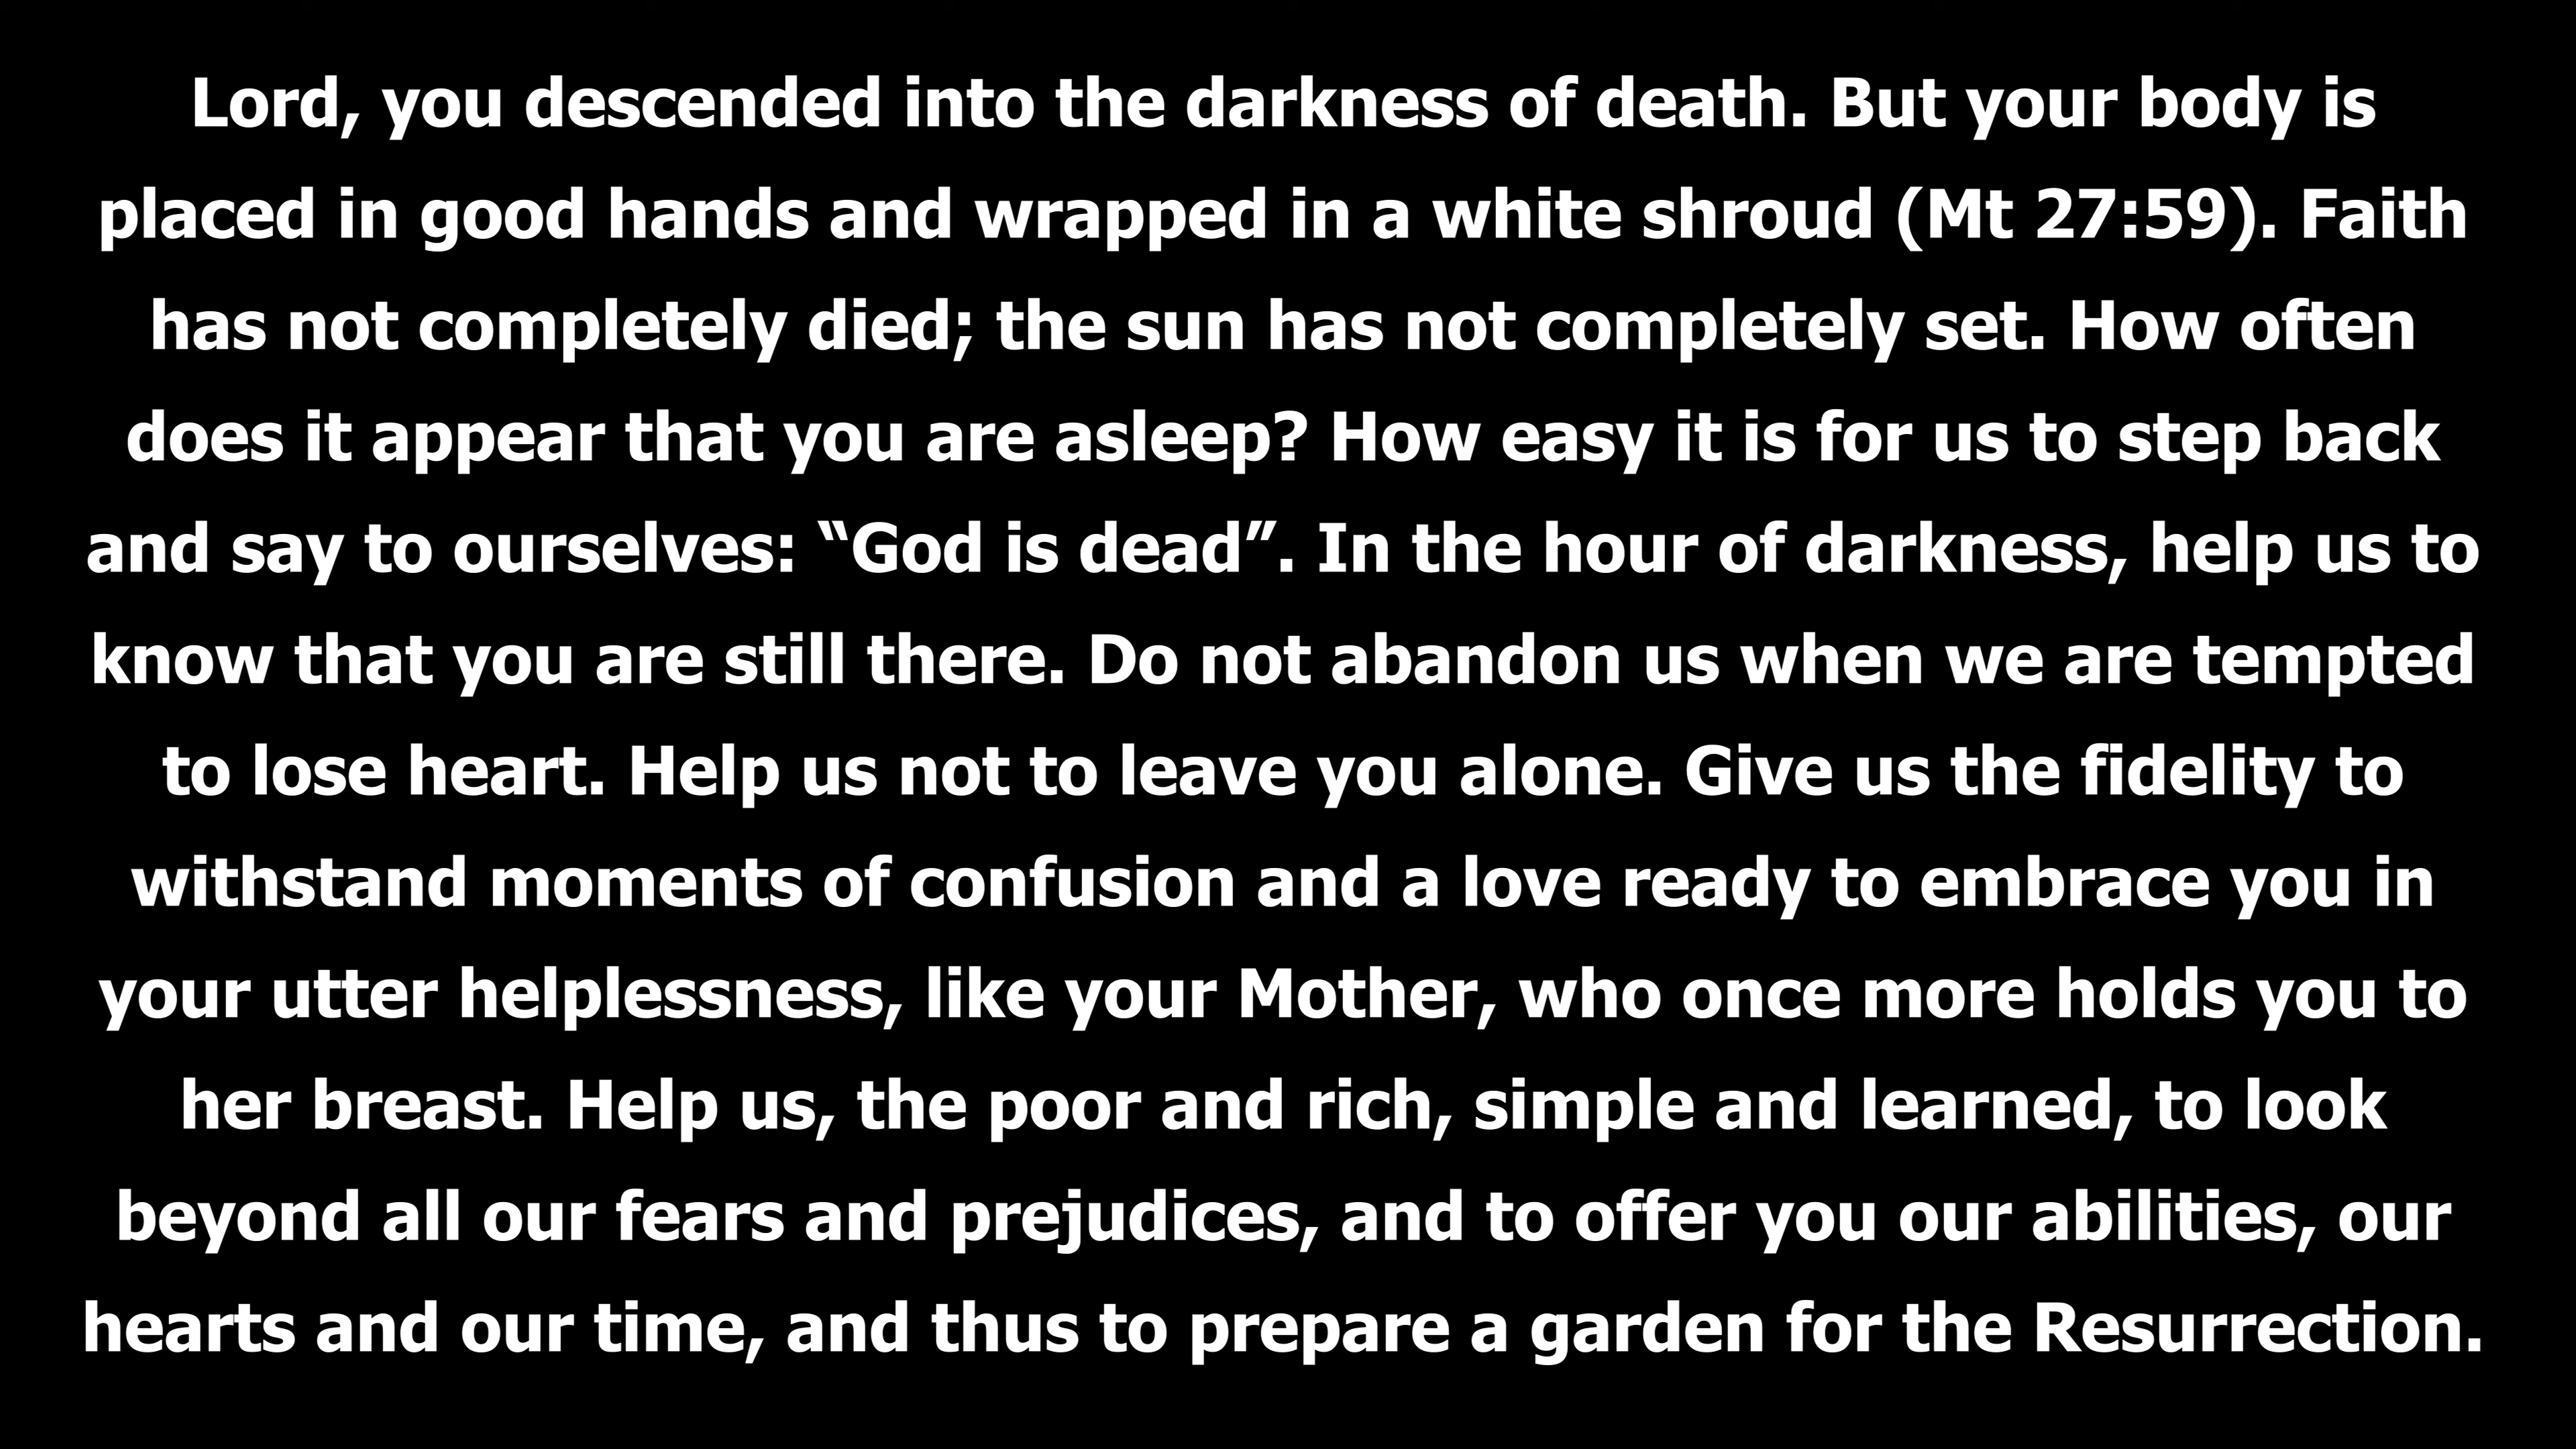 Lord, you descended into the darkness of death. But your body is
placed in good hands and wrapped in a white shroud (Mt 27:59). Faith
has not completely died; the sun has not completely set. How often
does it appear that you are asleep? How easy it is for us to step back
and say to ourselves: “God is dead”. In the hour of darkness, help us to
know that you are still there. Do not abandon us when we are tempted
to lose heart. Help us not to leave you alone. Give us the fidelity to
withstand moments of confusion and a love ready to embrace you in
your utter helplessness, like your Mother, who once more holds you to
her breast. Help us, the poor and rich, simple and learned, to look
beyond all our fears and prejudices, and to offer you our abilities, our
hearts and our time, and thus to prepare a garden for the Resurrection.